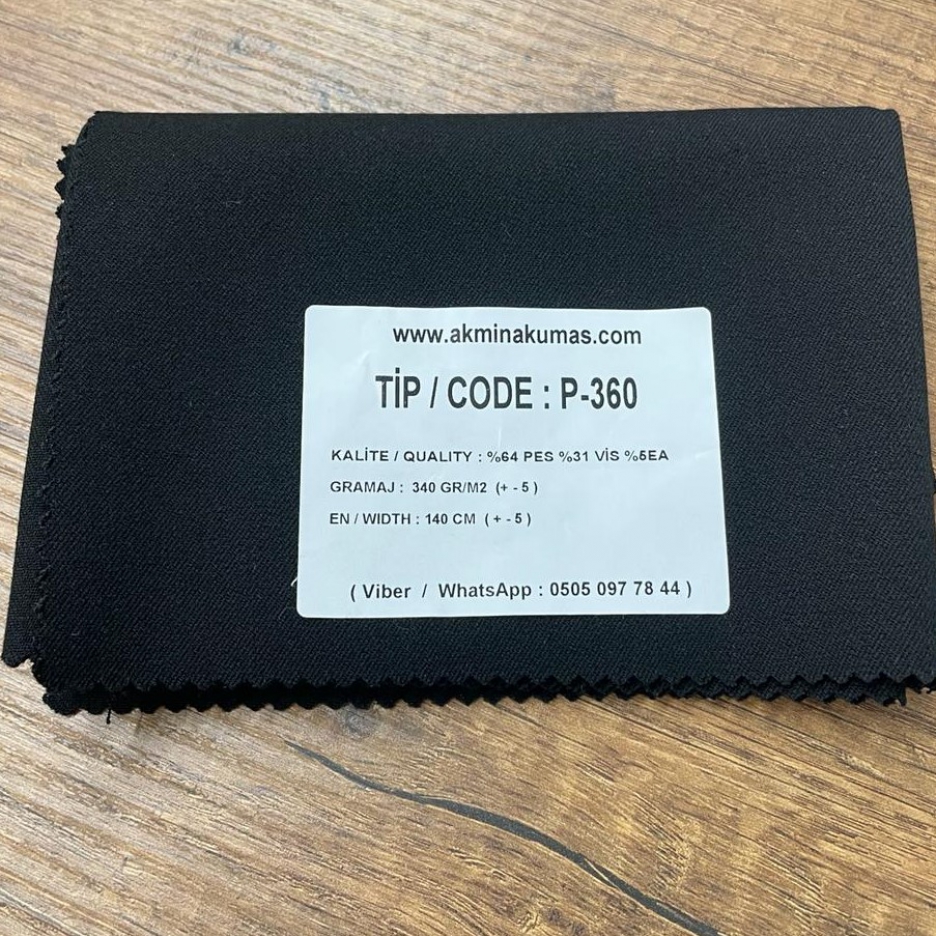 www.akminakumas.com
TİP / CODE : P-360
KALİTE / QUALITY : %64 PES %31 VİS %5EA
GRAMAJ : 340 GR/M2 (+ - 5 )
EN / WIDTH : 140 CM ( + - 5 )
( Viber / WhatsApp : 0505 097 78 44 )